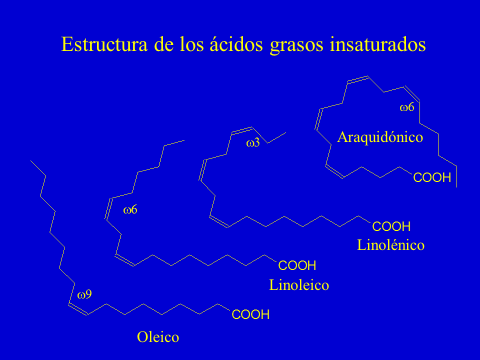 Estructura de los ácidos grasos insaturados
ω6
Araquidónico
COOH
ω3
COOH
Linolénico
ω6
COOH
Linoleico
ω9
COOH
Oleico